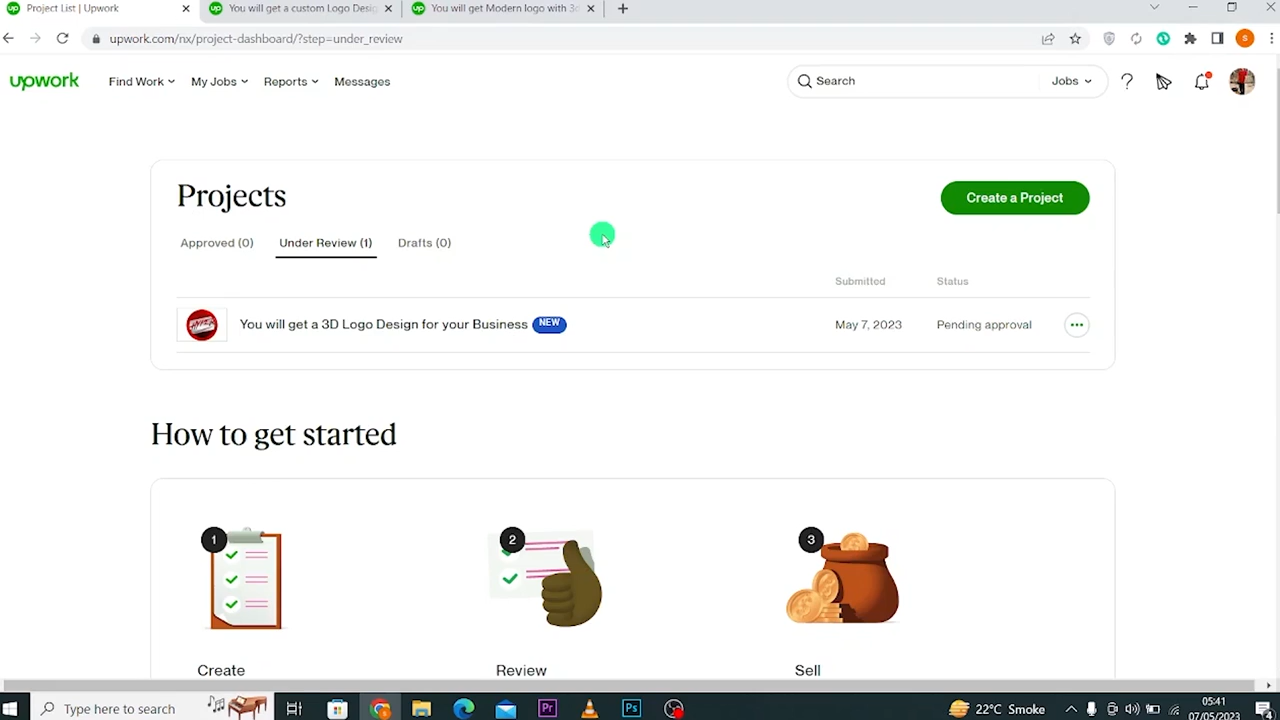 Project List | Upwork
You will get a custom Logo Desig
You will get Modern logo with 3d
upwork.com/nx/project-dashboard/?step=under_review
S
upwork
Find Work
My Jobs
Reports
Messages
Search
Jobs
?
Projects
Create a Project
Approved (0)
Under Review (1)
Drafts (0)
Submitted
Status
You will get a 3D Logo Design for your Business NEW
May 7, 2023
Pending approval
How to get started
1
2
3
Create
Review
Sell
Type here to search
Pr
Ps
22°C Smoke
05:41
07/05/2023